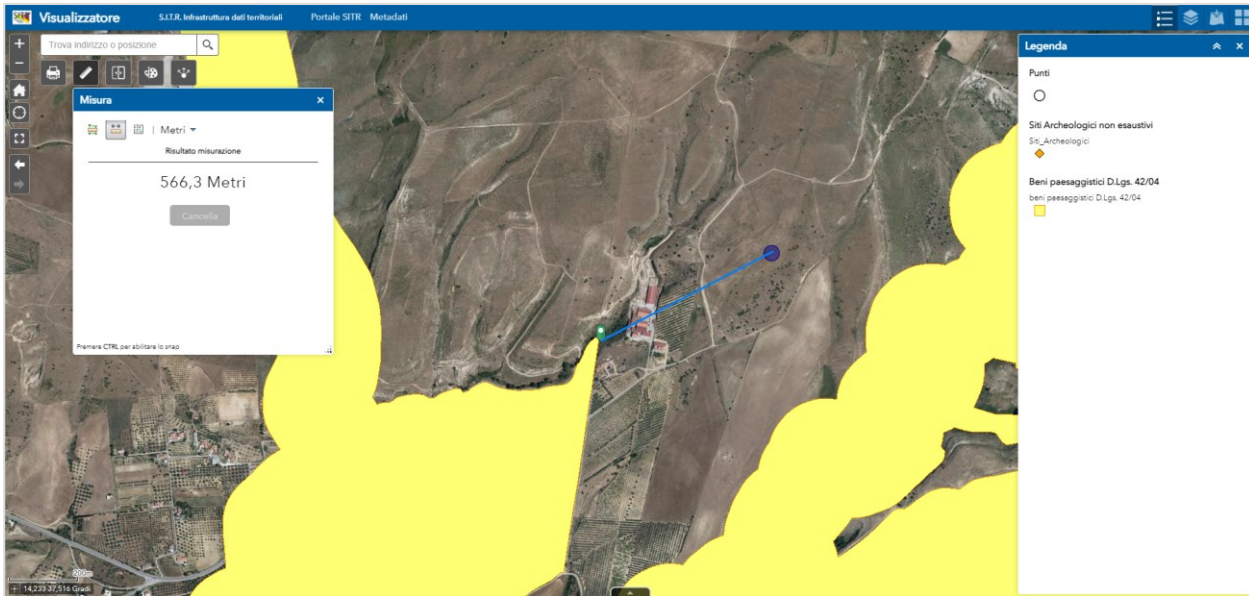 SITR Visualizzatore S.I.T.R. Infrastruttura dati territoriali Portale SITR Metadati
+
Trova indirizzo o posizione
−
Misura ×
Metri
Risultato misurazione
566,3 Metri
Cancella
Premere CTRL per abilitare lo snap
200m
14,233 37,516 Gradi
Legenda ×
Punti
Siti Archeologici non esaustivi
Siti_Archeologici
Beni paesaggistici D.Lgs. 42/04
beni paesaggistici D.Lgs. 42/04